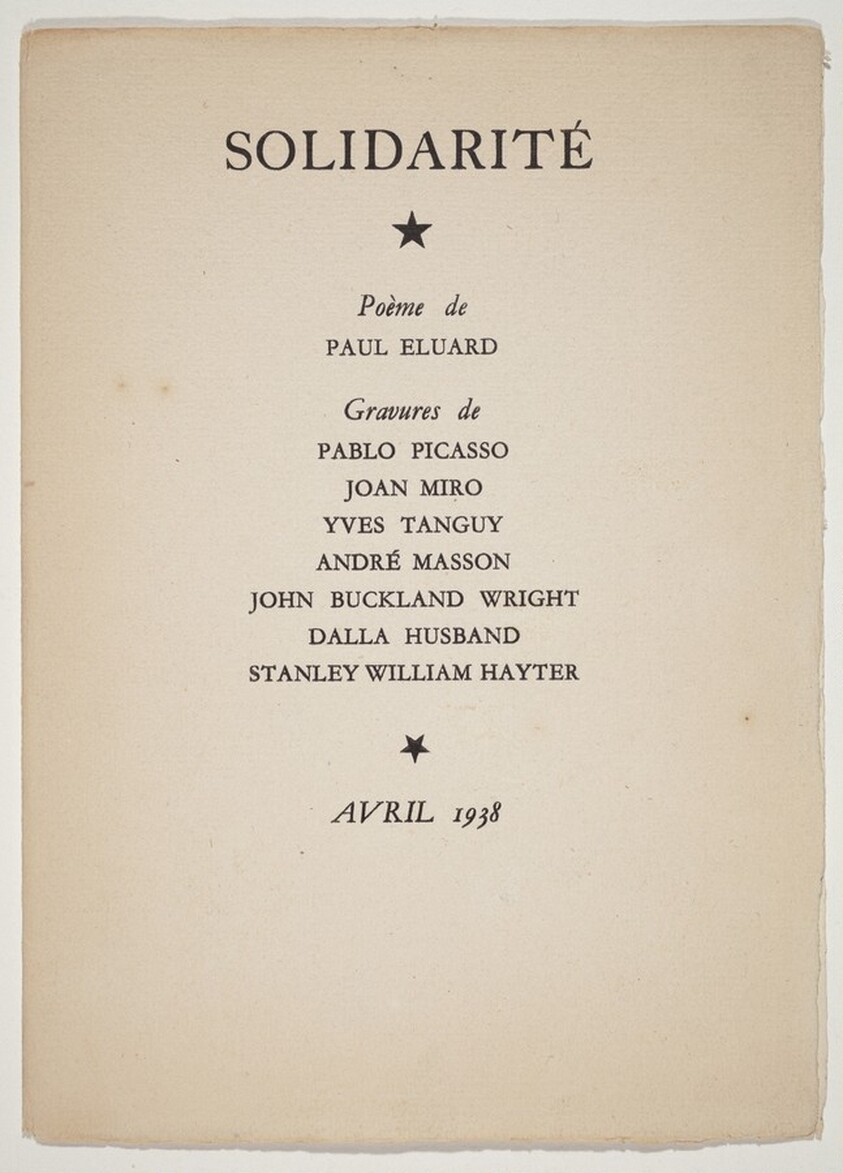 SOLIDARITÉ
Poème de
PAUL ELUARD
Gravures de
PABLO PICASSO
JOAN MIRO
YVES TANGUY
ANDRÉ MASSON
JOHN BUCKLAND WRIGHT
DALLA HUSBAND
STANLEY WILLIAM HAYTER
AVRIL 1938